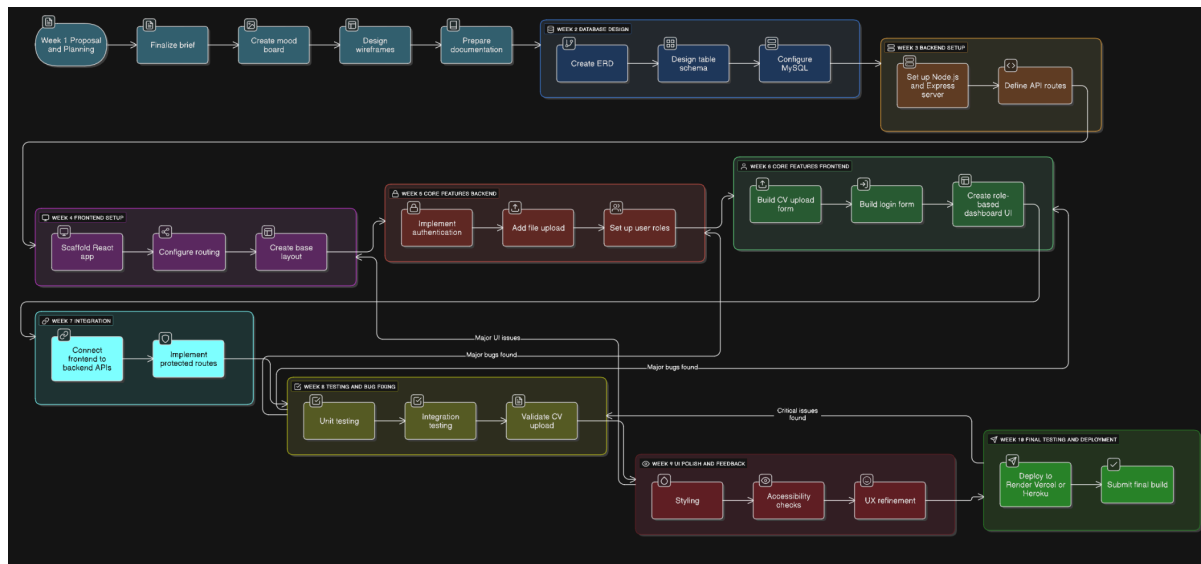 Week 1 Proposal
and Planning
Finalize brief
Create mood
board
Design
wireframes
Prepare
documentation
WEEK 2 DATABASE DESIGN
Create ERD
Design table
schema
Configure
MySQL
WEEK 3 BACKEND SETUP
Set up Node.js
and Express
server
Define API routes
WEEK 4 FRONTEND SETUP
Scaffold React
app
Configure routing
Create base
layout
WEEK 5 CORE FEATURES BACKEND
Implement
authentication
Add file upload
Set up user roles
WEEK 6 CORE FEATURES FRONTEND
Build CV upload
form
Build login form
Create role-
based
dashboard UI
WEEK 7 INTEGRATION
Connect
frontend to
backend APIs
Implement
protected routes
Major UI issues
Major bugs found
Major bugs found
WEEK 8 TESTING AND BUG FIXING
Unit testing
Integration
testing
Validate CV
upload
Critical issues
found
WEEK 9 UI POLISH AND FEEDBACK
Styling
Accessibility
checks
UX refinement
WEEK 10 FINAL TESTING AND DEPLOYMENT
Deploy to
Render Vercel or
Heroku
Submit final
build